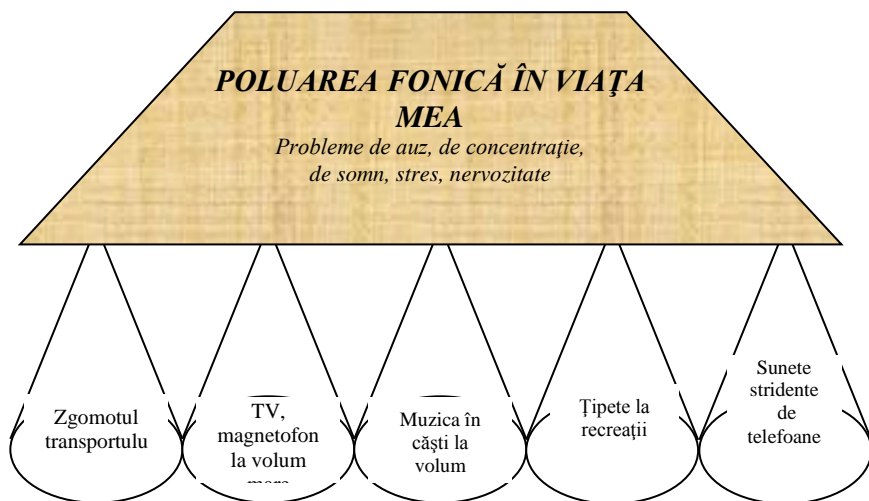 POLUAREA FONICĂ ÎN VIAŢA
MEA
Probleme de auz, de concentraţie,
de somn, stres, nervozitate
Zgomotul
transportulu
TV,
magnetofon
la volum
Muzica în
căşti la
volum
Ţipete la
recreaţii
Sunete
stridente
de
telefoane